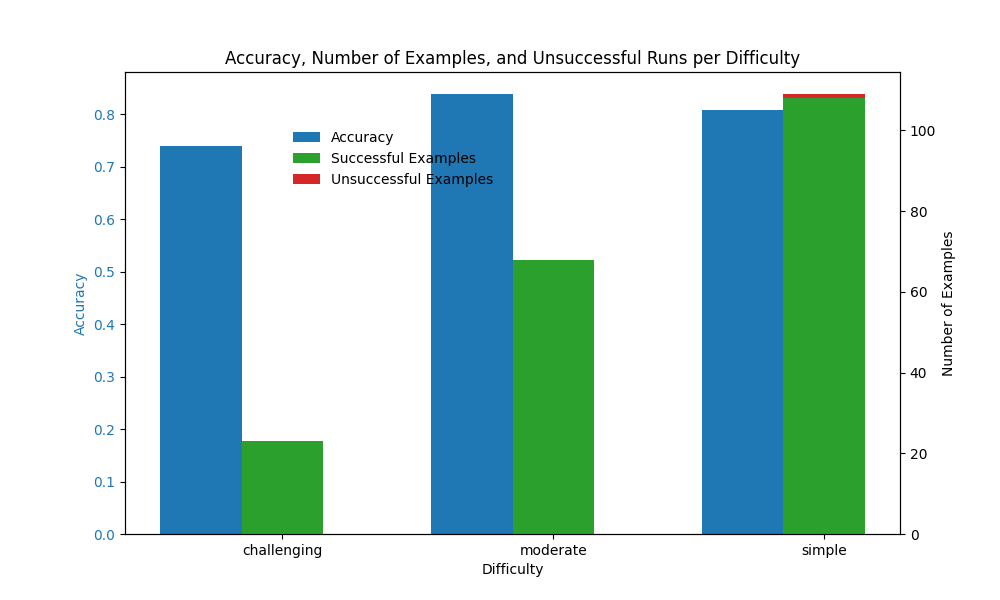 Accuracy, Number of Examples, and Unsuccessful Runs per Difficulty
Accuracy
Successful Examples
Unsuccessful Examples
0.8
0.7
0.6
0.5
0.4
0.3
0.2
0.1
0.0
Accuracy
100
80
60
40
20
0
Number of Examples
challenging
moderate
simple
Difficulty